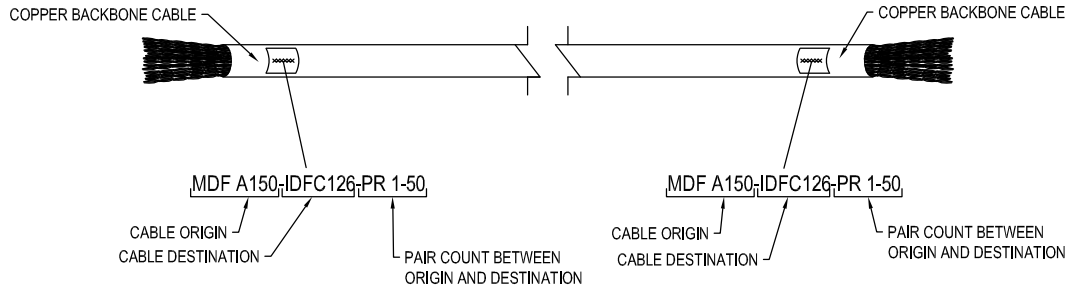 COPPER BACKBONE CABLE
COPPER BACKBONE CABLE
MDF A150-IDFC126-PR 1-50
MDF A150-IDFC126-PR 1-50
CABLE ORIGIN
CABLE DESTINATION
PAIR COUNT BETWEEN
ORIGIN AND DESTINATION
CABLE ORIGIN
CABLE DESTINATION
PAIR COUNT BETWEEN
ORIGIN AND DESTINATION